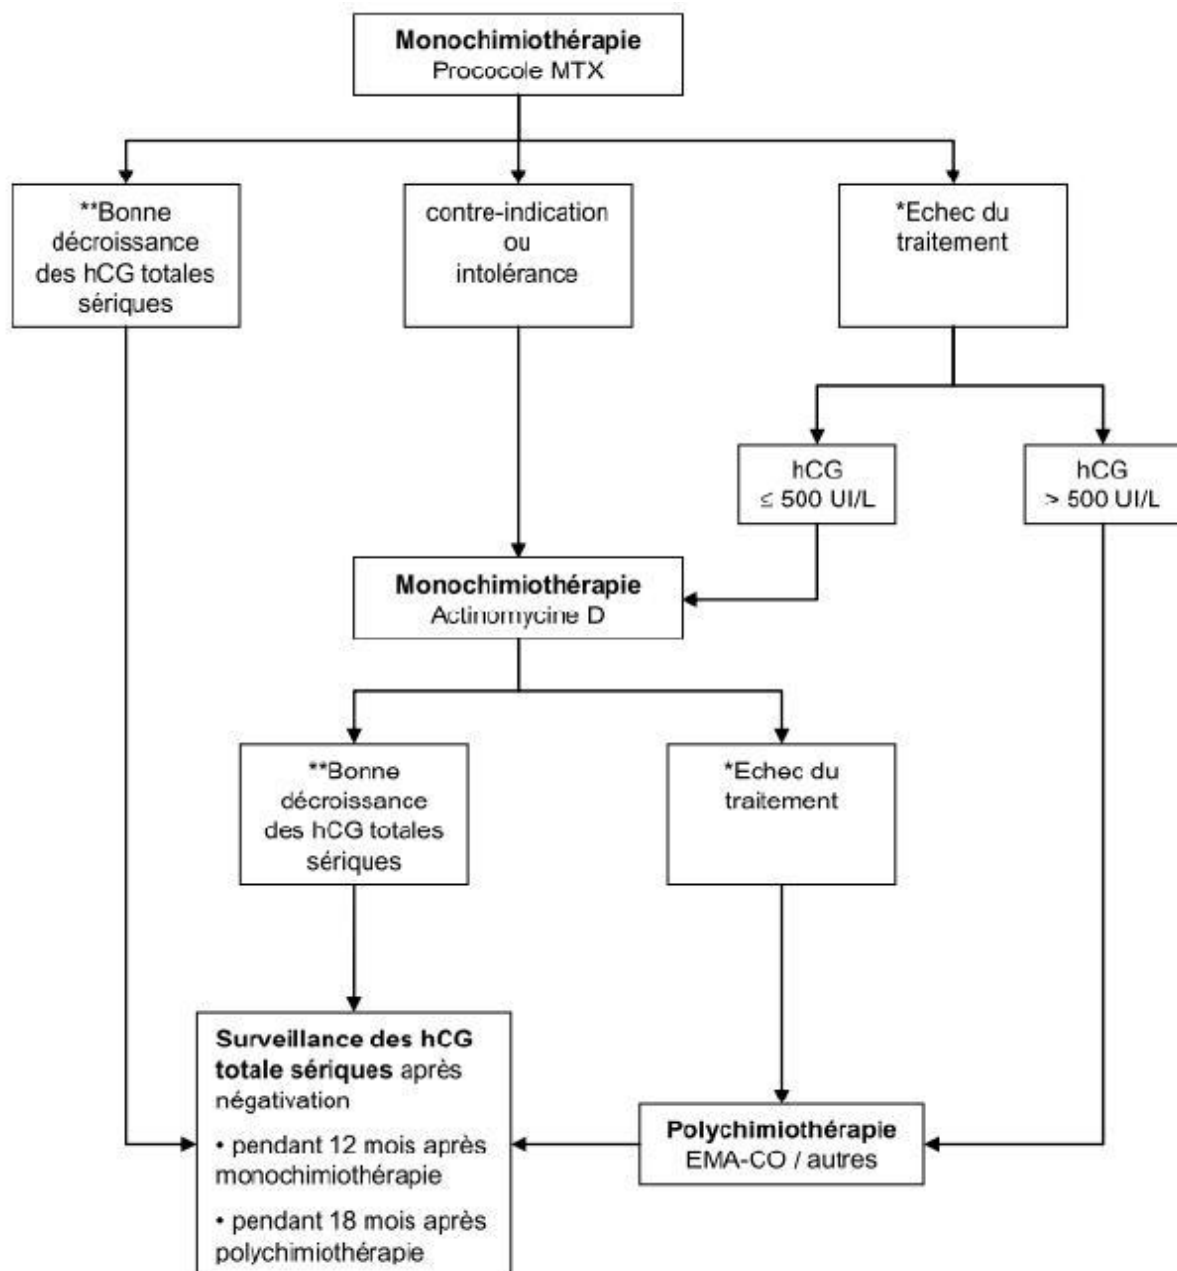 Monochimiothérapie
Prococole MTX
**Bonne
décroissance
des hCG totales
sériques
contre-indication
ou
intolérance
*Echec du
traitement
hCG
≤ 500 UI/L
hCG
> 500 UI/L
Monochimiothérapie
Actinomycine D
**Bonne
décroissance
des hCG totales
sériques
*Echec du
traitement
Surveillance des hCG
totale sériques après
négativation
• pendant 12 mois après
monochimiothérapie
• pendant 18 mois après
polychimiothérapie
Polychimiothérapie
EMA-CO / autres